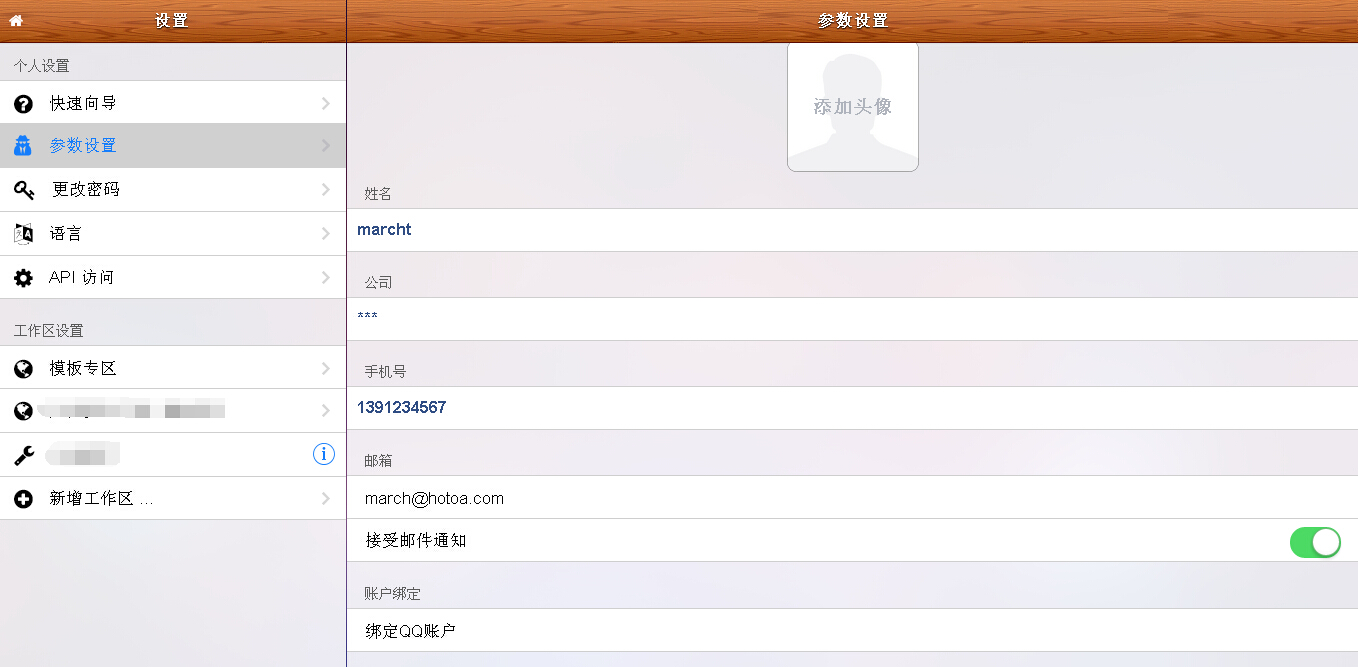 设置
个人设置
快速向导
参数设置
更改密码
语言
API 访问
工作区设置
模板专区
新增工作区 ...
参数设置
添加头像
姓名
marcht
公司
***
手机号
1391234567
邮箱
march@hotoa.com
接受邮件通知
账户绑定
绑定QQ账户